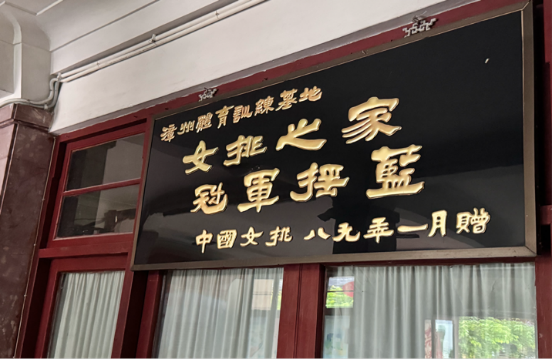 漳州體育訓練基地
女排之家
冠軍摇籃
中國女排 八九年一月贈